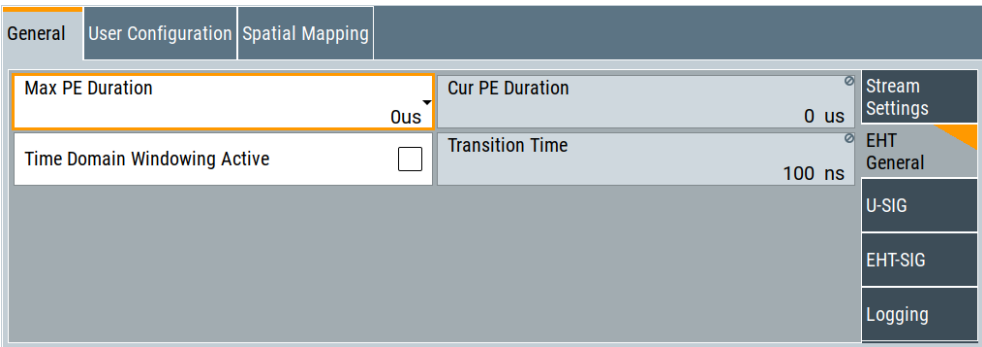 General
User Configuration
Spatial Mapping
Max PE Duration
0us
Cur PE Duration
0 us
Time Domain Windowing Active
Transition Time
100 ns
Stream
Settings
EHT
General
U-SIG
EHT-SIG
Logging